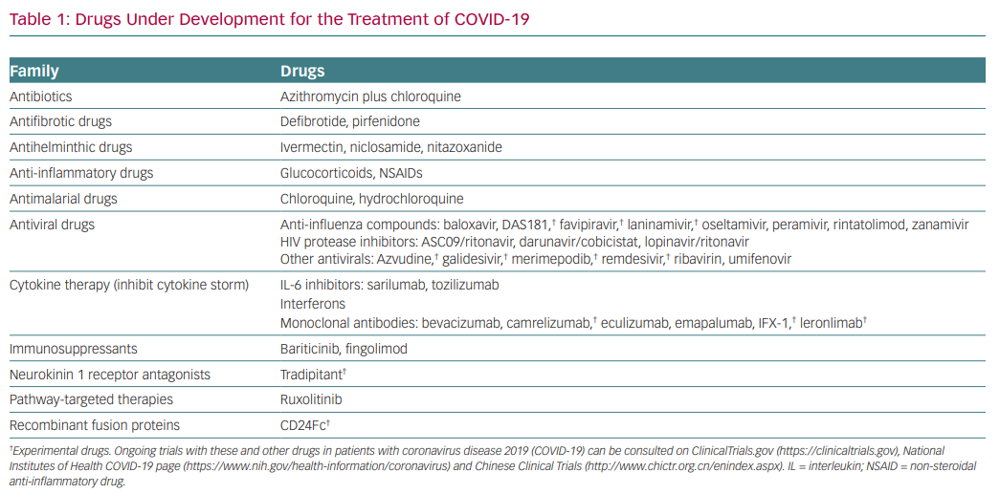 Table 1: Drugs Under Development for the Treatment of COVID-19
Family Drugs
Antibiotics Azithromycin plus chloroquine
Antifibrotic drugs Defibrotide, pirfenidone
Antihelminthic drugs Ivermectin, niclosamide, nitazoxanide
Anti-inflammatory drugs Glucocorticoids, NSAIDs
Antimalarial drugs Chloroquine, hydrochloroquine
Antiviral drugs Anti-influenza compounds: baloxavir, DAS181,† favipiravir,† laninamivir,† oseltamivir, peramivir, rintatolimod, zanamivir
HIV protease inhibitors: ASC09/ritonavir, darunavir/cobicistat, lopinavir/ritonavir
Other antivirals: Azvudine,† galidesivir,† merimepodib,† remdesivir,† ribavirin, umifenovir
Cytokine therapy (inhibit cytokine storm) IL-6 inhibitors: sarilumab, tozilizumab
Interferons
Monoclonal antibodies: bevacizumab, camrelizumab,† eculizumab, emapalumab, IFX-1,† leronlimab†
Immunosuppressants Bariticinib, fingolimod
Neurokinin 1 receptor antagonists Tradipitant†
Pathway-targeted therapies Ruxolitinib
Recombinant fusion proteins CD24Fc†
†Experimental drugs. Ongoing trials with these and other drugs in patients with coronavirus disease 2019 (COVID-19) can be consulted on ClinicalTrials.gov (https://clinicaltrials.gov), National
Institutes of Health COVID-19 page (https://www.nih.gov/health-information/coronavirus) and Chinese Clinical Trials (http://www.chictr.org.cn/enindex.aspx). IL = interleukin; NSAID = non-steroidal
anti-inflammatory drug.